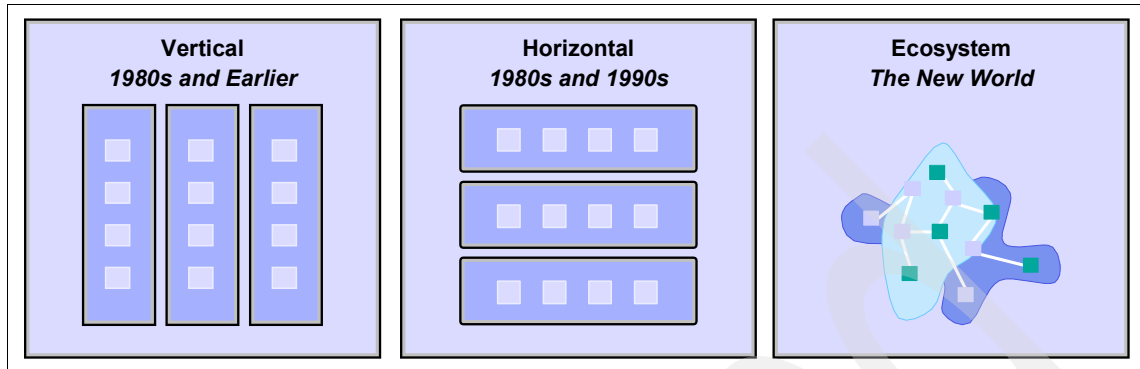 Vertical
1980s and Earlier
Horizontal
1980s and 1990s
Ecosystem
The New World